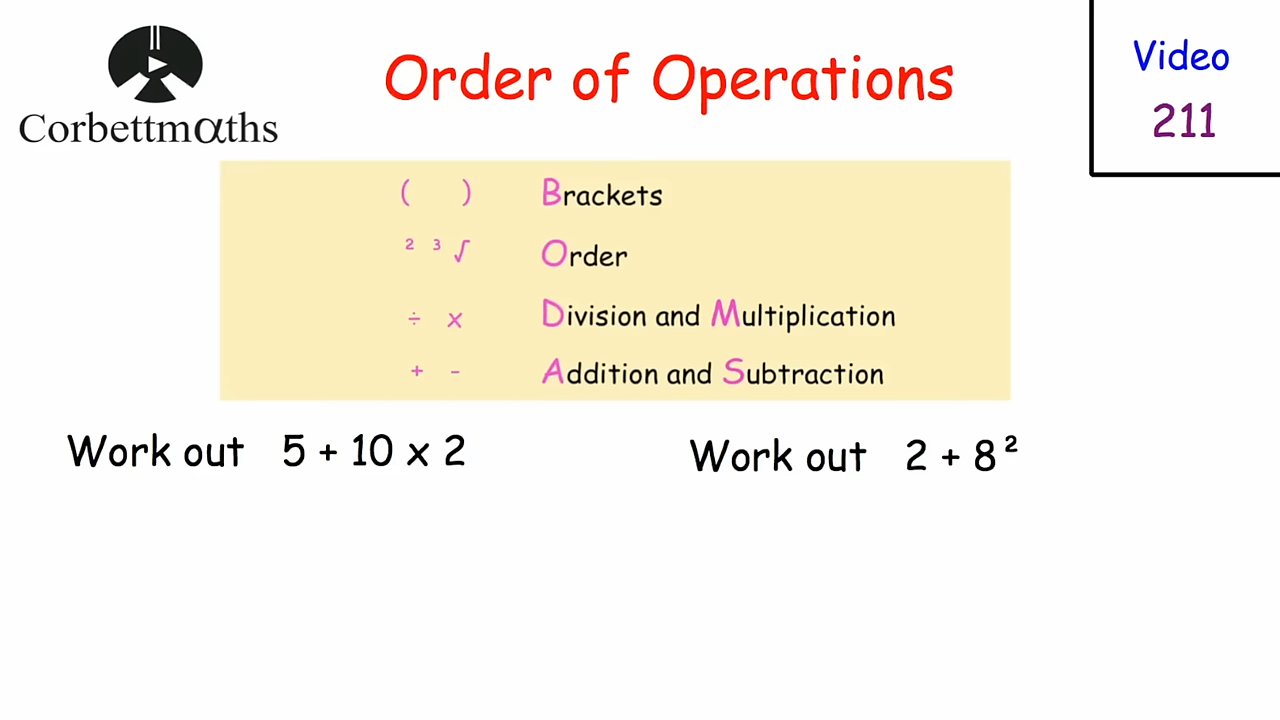 Corbettmαths
Order of Operations
Video
211
( ) Brackets
² ³ √ Order
÷ x Division and Multiplication
+ - Addition and Subtraction
Work out 5 + 10 x 2
Work out 2 + 8²